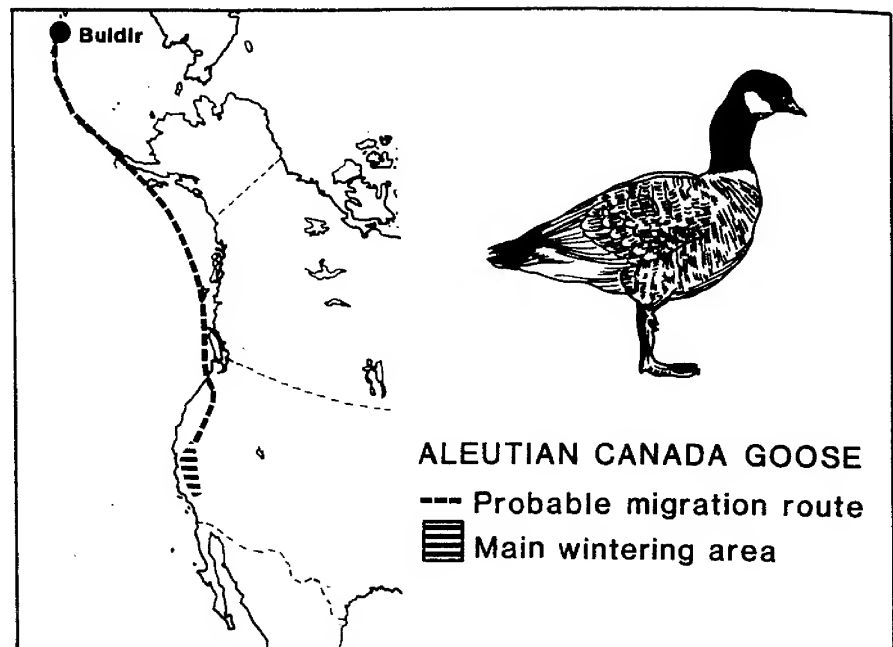 Buldir
ALEUTIAN CANADA GOOSE
Probable migration route
Main wintering area